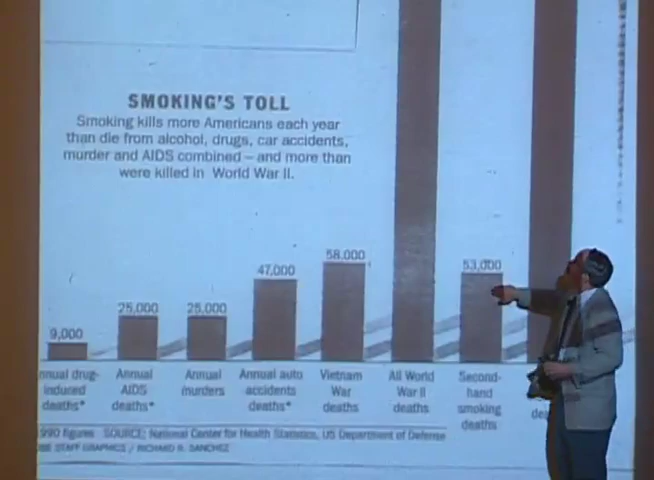 SMOKING'S TOLL
Smoking kills more Americans each year
than die from alcohol, drugs, car accidents,
murder and AIDS combined – and more than
were killed in World War II.
58.000
53,000
47,000
25,000
25,000
9,000
nnual drug-
induced
deaths*
Annual
AIDS
deaths*
Annual
murders
Annual auto
accidents
deaths*
Vietnam
War
deaths
All World
War II
deaths
Second-
hand
smoking
deaths
1990 figures SOURCE: National Center for Health Statistics, US Department of Defense
STAFF GRAPHICS / RICHARD R. SANCHEZ